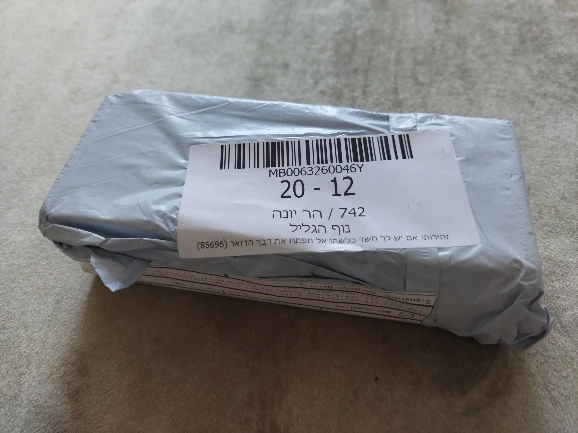 MB0063260046Y
20 - 12
742 / הר יונה
נוף הגליל
זהירות! אם יש לך חשד כלשהו אל תפתח את דבר הדואר (85696)